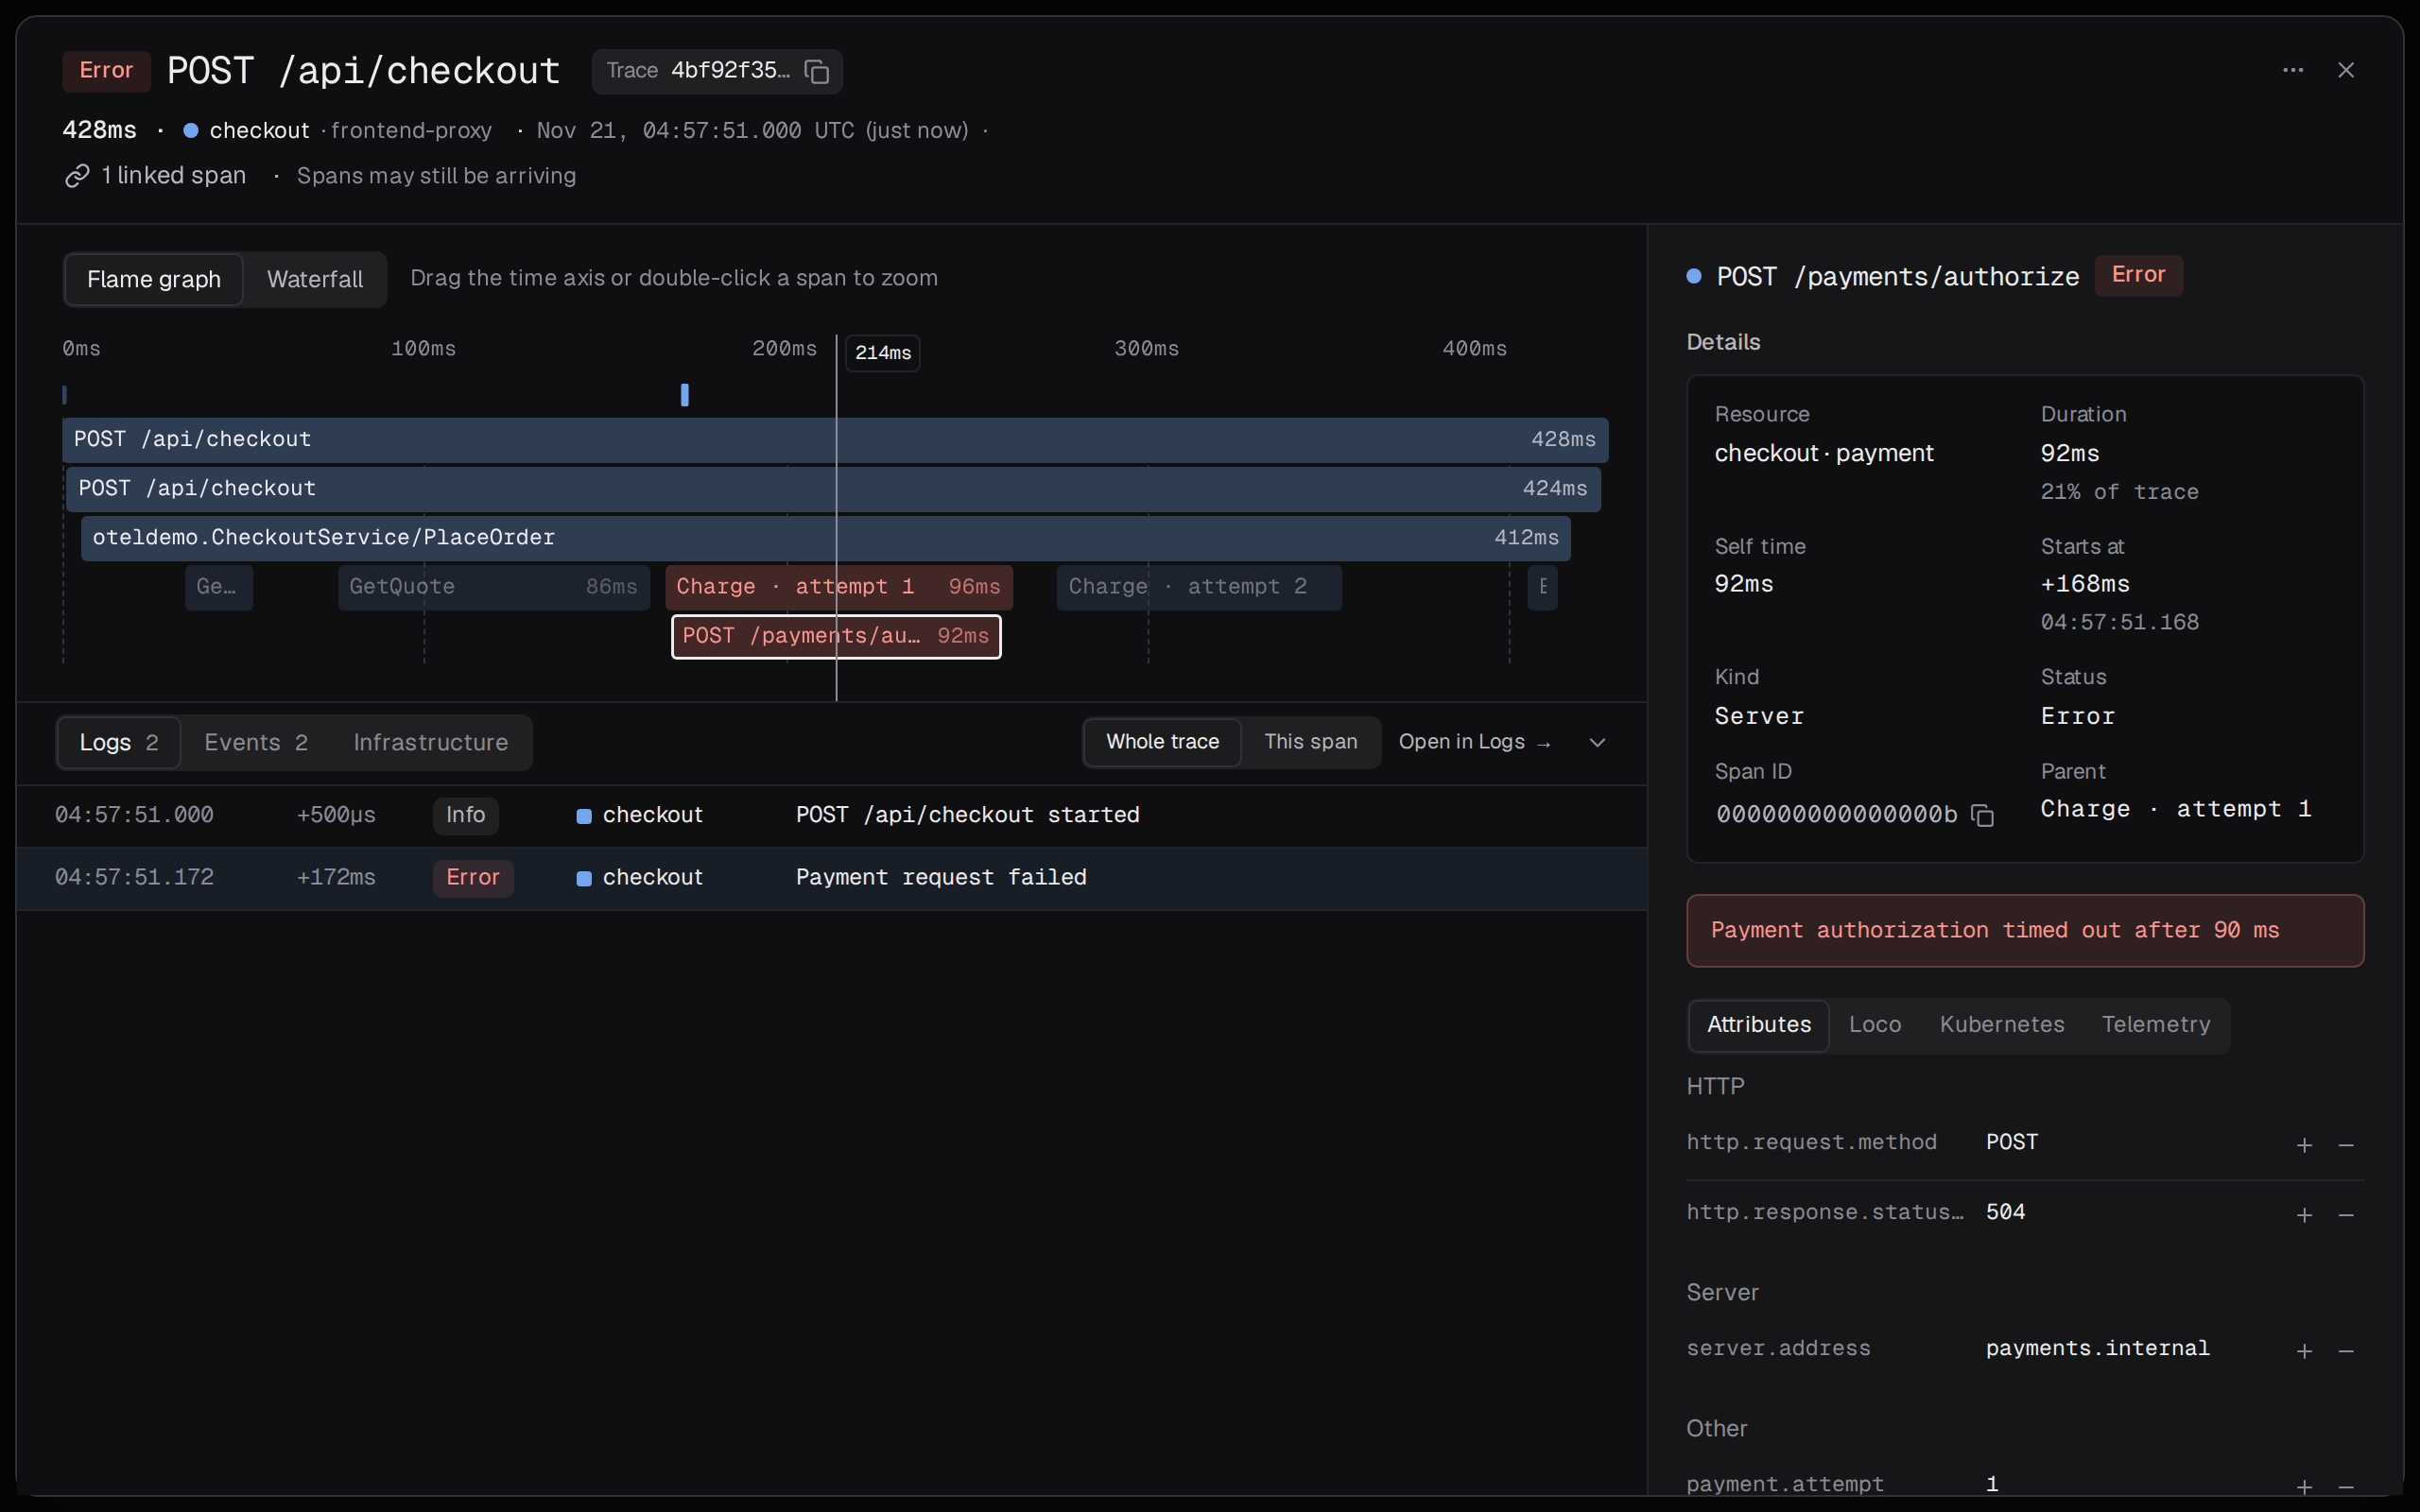 Error POST /api/checkout Trace 4bf92f35…
428ms · checkout · frontend-proxy · Nov 21, 04:57:51.000 UTC (just now) ·
1 linked span · Spans may still be arriving
Flame graph Waterfall Drag the time axis or double-click a span to zoom
0ms 100ms 200ms 214ms 300ms 400ms
POST /api/checkout 428ms
POST /api/checkout 424ms
oteldemo.CheckoutService/PlaceOrder 412ms
Ge… GetQuote 86ms Charge · attempt 1 96ms Charge · attempt 2
POST /payments/au… 92ms
Logs 2 Events 2 Infrastructure Whole trace This span Open in Logs →
04:57:51.000 +500µs Info checkout POST /api/checkout started
04:57:51.172 +172ms Error checkout Payment request failed
POST /payments/authorize Error
Details
Resource Duration
checkout · payment 92ms
21% of trace
Self time Starts at
92ms +168ms
04:57:51.168
Kind Status
Server Error
Span ID Parent
000000000000000b Charge · attempt 1
Payment authorization timed out after 90 ms
Attributes Loco Kubernetes Telemetry
HTTP
http.request.method POST + −
http.response.status… 504 + −
Server
server.address payments.internal + −
Other
payment.attempt 1 + −